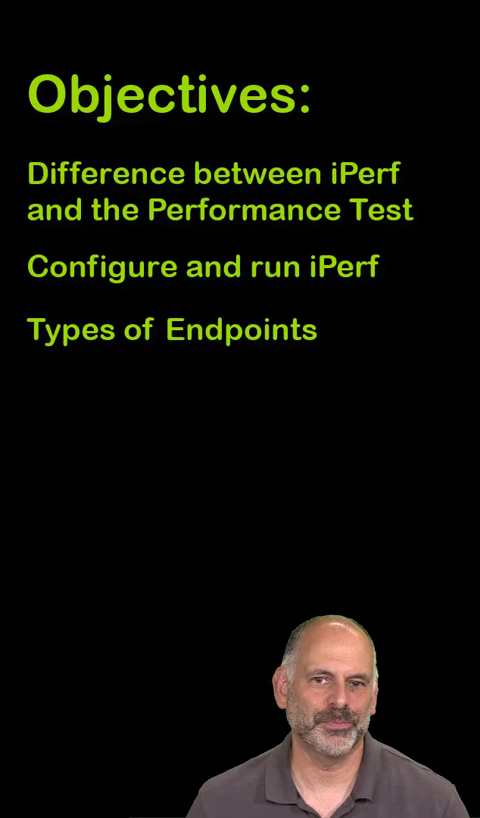 Objectives:
Difference between iPerf
and the Performance Test
Configure and run iPerf
Types of Endpoints